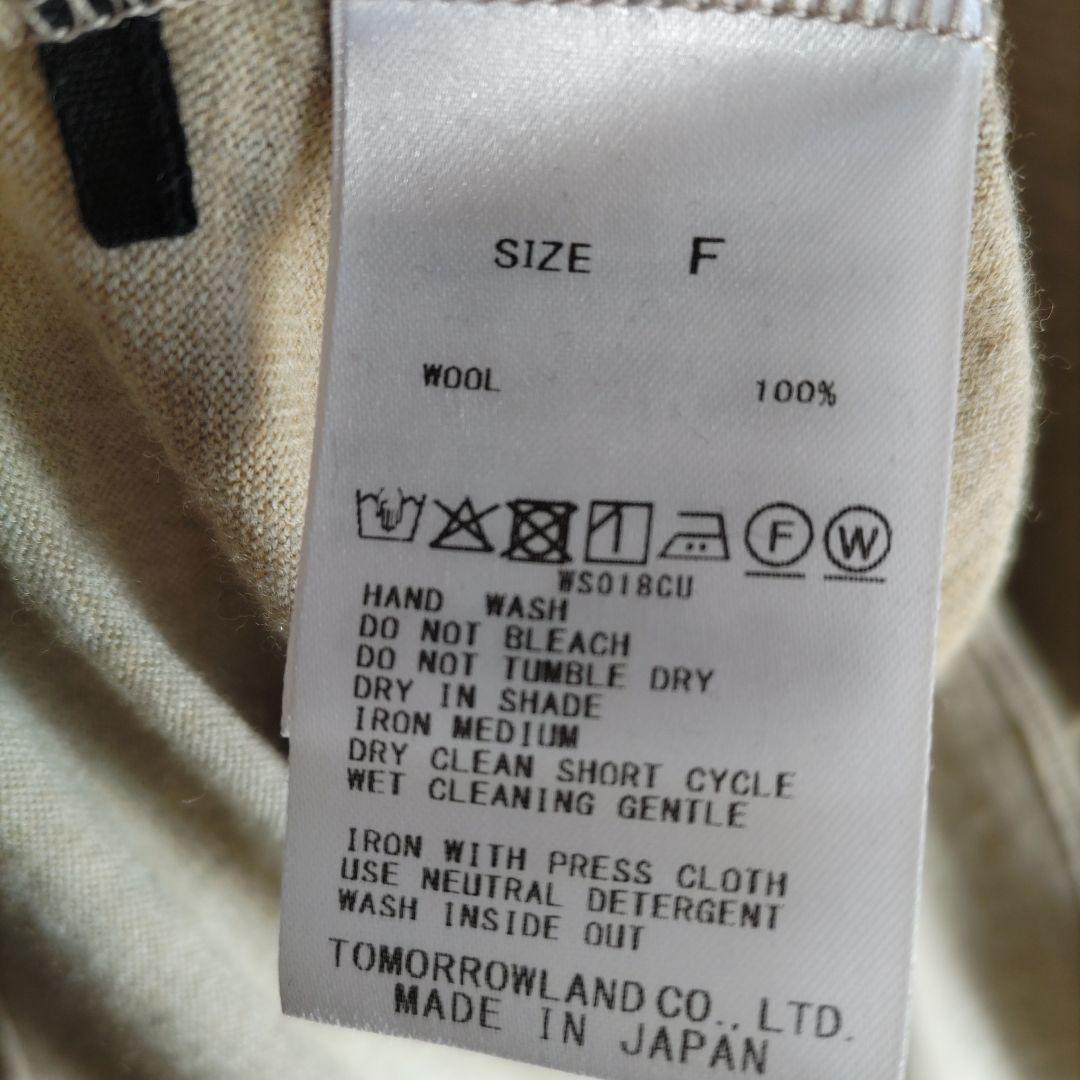 SIZE F
WOOL 100%
F W
WS018CU
HAND WASH
DO NOT BLEACH
DO NOT TUMBLE DRY
DRY IN SHADE
IRON MEDIUM
DRY CLEAN SHORT CYCLE
WET CLEANING GENTLE
IRON WITH PRESS CLOTH
USE NEUTRAL DETERGENT
WASH INSIDE OUT
TOMORROWLAND CO., LTD.
MADE IN JAPAN